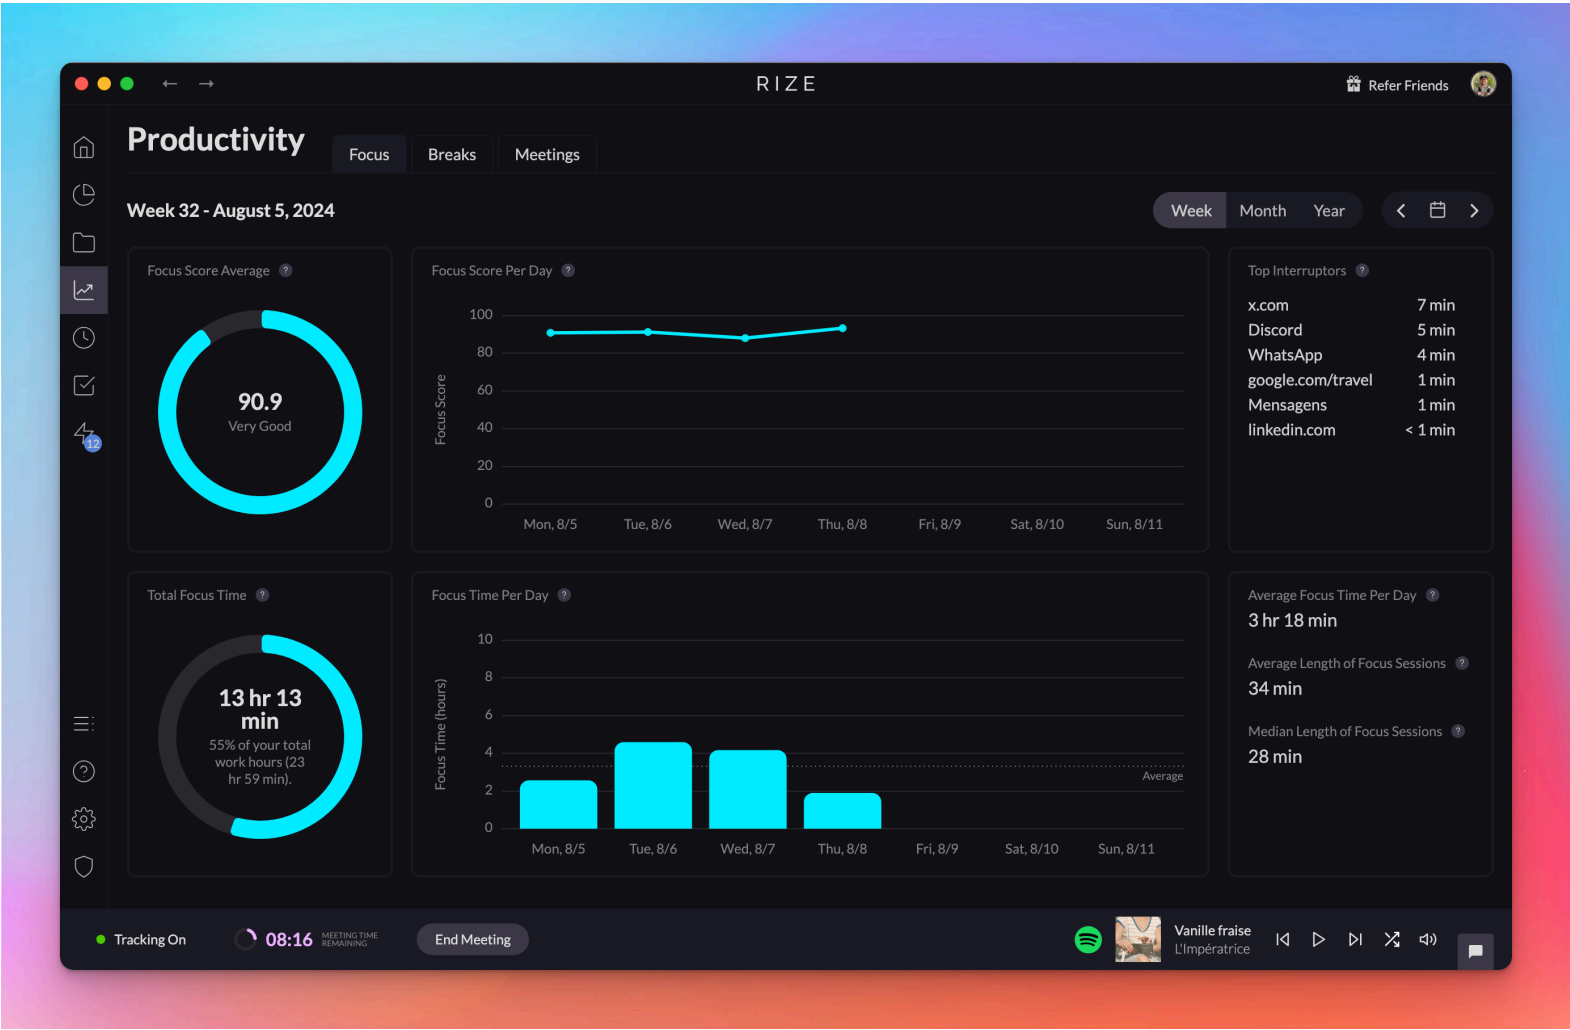 RIZE
Refer Friends
Productivity
Focus
Breaks
Meetings
Week 32 - August 5, 2024
Week
Month
Year
Focus Score Average ?
90.9
Very Good
Focus Score Per Day ?
Focus Score
100
80
60
40
20
0
Mon, 8/5
Tue, 8/6
Wed, 8/7
Thu, 8/8
Fri, 8/9
Sat, 8/10
Sun, 8/11
Top Interruptors ?
x.com 7 min
Discord 5 min
WhatsApp 4 min
google.com/travel 1 min
Mensagens 1 min
linkedin.com < 1 min
12
Total Focus Time ?
13 hr 13
min
55% of your total
work hours (23
hr 59 min).
Focus Time Per Day ?
Focus Time (hours)
10
8
6
4
2
0
Average
Mon, 8/5
Tue, 8/6
Wed, 8/7
Thu, 8/8
Fri, 8/9
Sat, 8/10
Sun, 8/11
Average Focus Time Per Day ?
3 hr 18 min
Average Length of Focus Sessions ?
34 min
Median Length of Focus Sessions ?
28 min
Tracking On
08:16
MEETING TIME
REMAINING
End Meeting
Vanille fraise
L'Impératrice